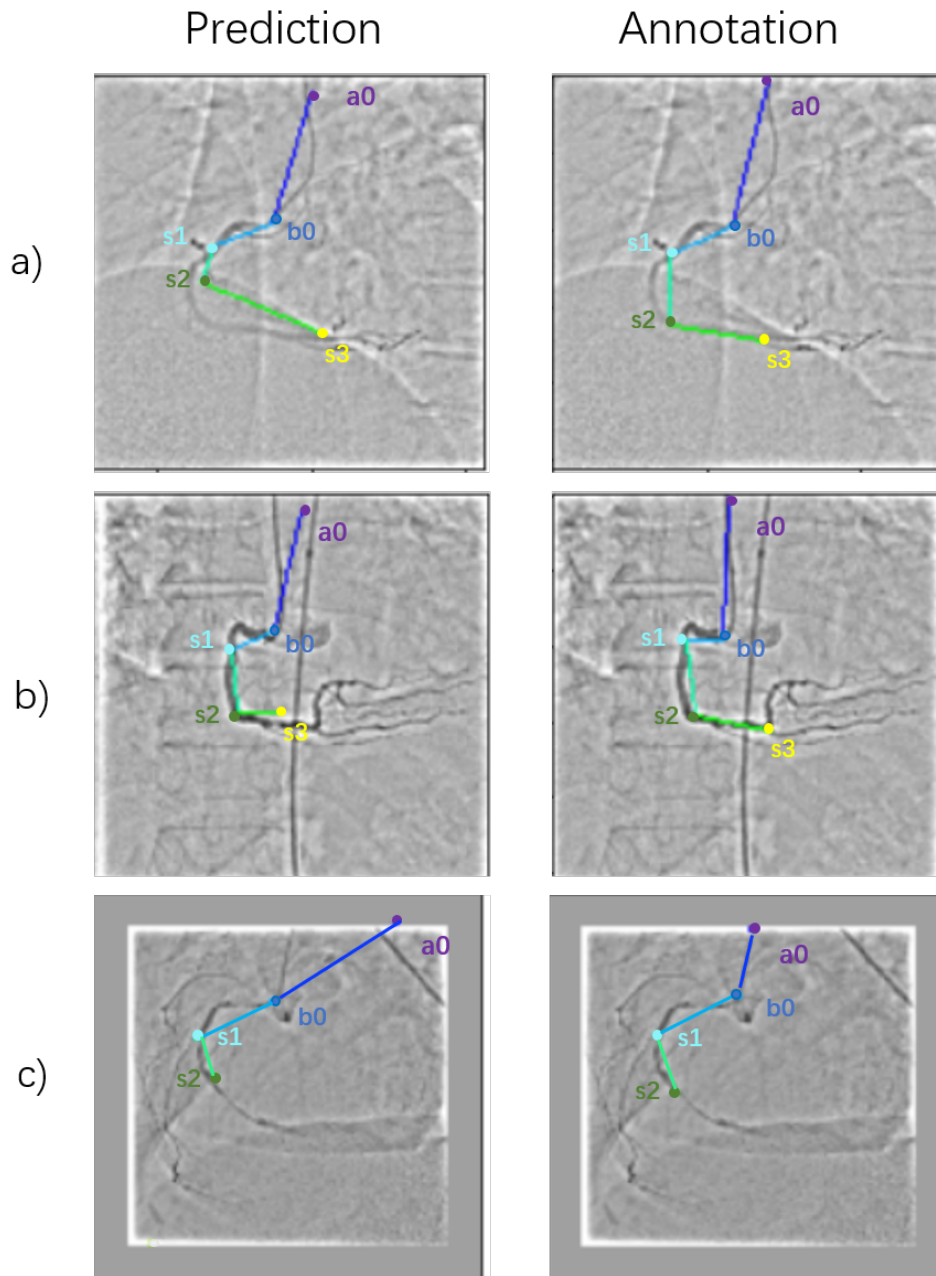 Prediction Annotation
a)
a0 a0
b0 b0
s1 s1
s2 s2
s3 s3
b)
a0 a0
s1 b0 s1 b0
s2 s3 s2 s3
c)
a0 a0
b0 b0
s1 s1
s2 s2